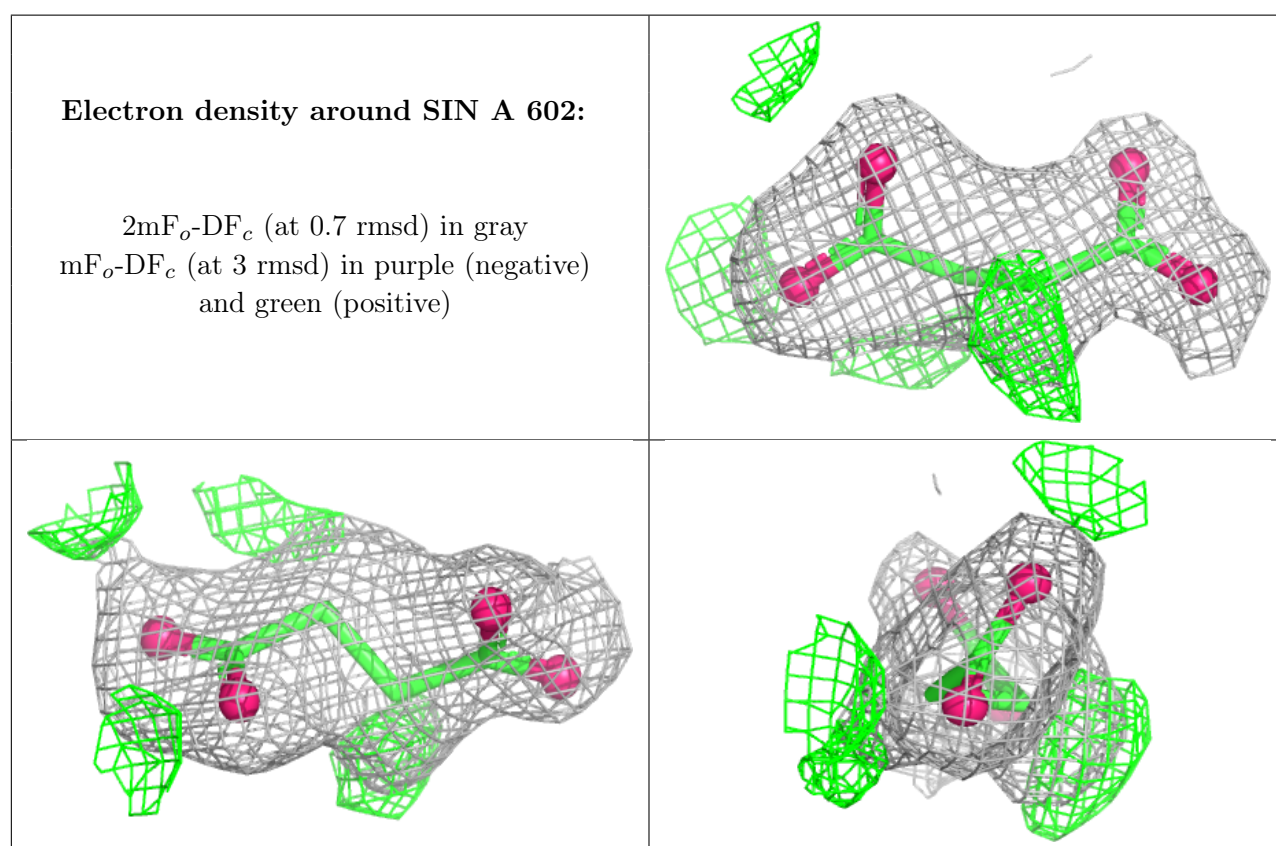 Electron density around SIN A 602:
2mFo-DFc (at 0.7 rmsd) in gray
mFo-DFc (at 3 rmsd) in purple (negative)
and green (positive)